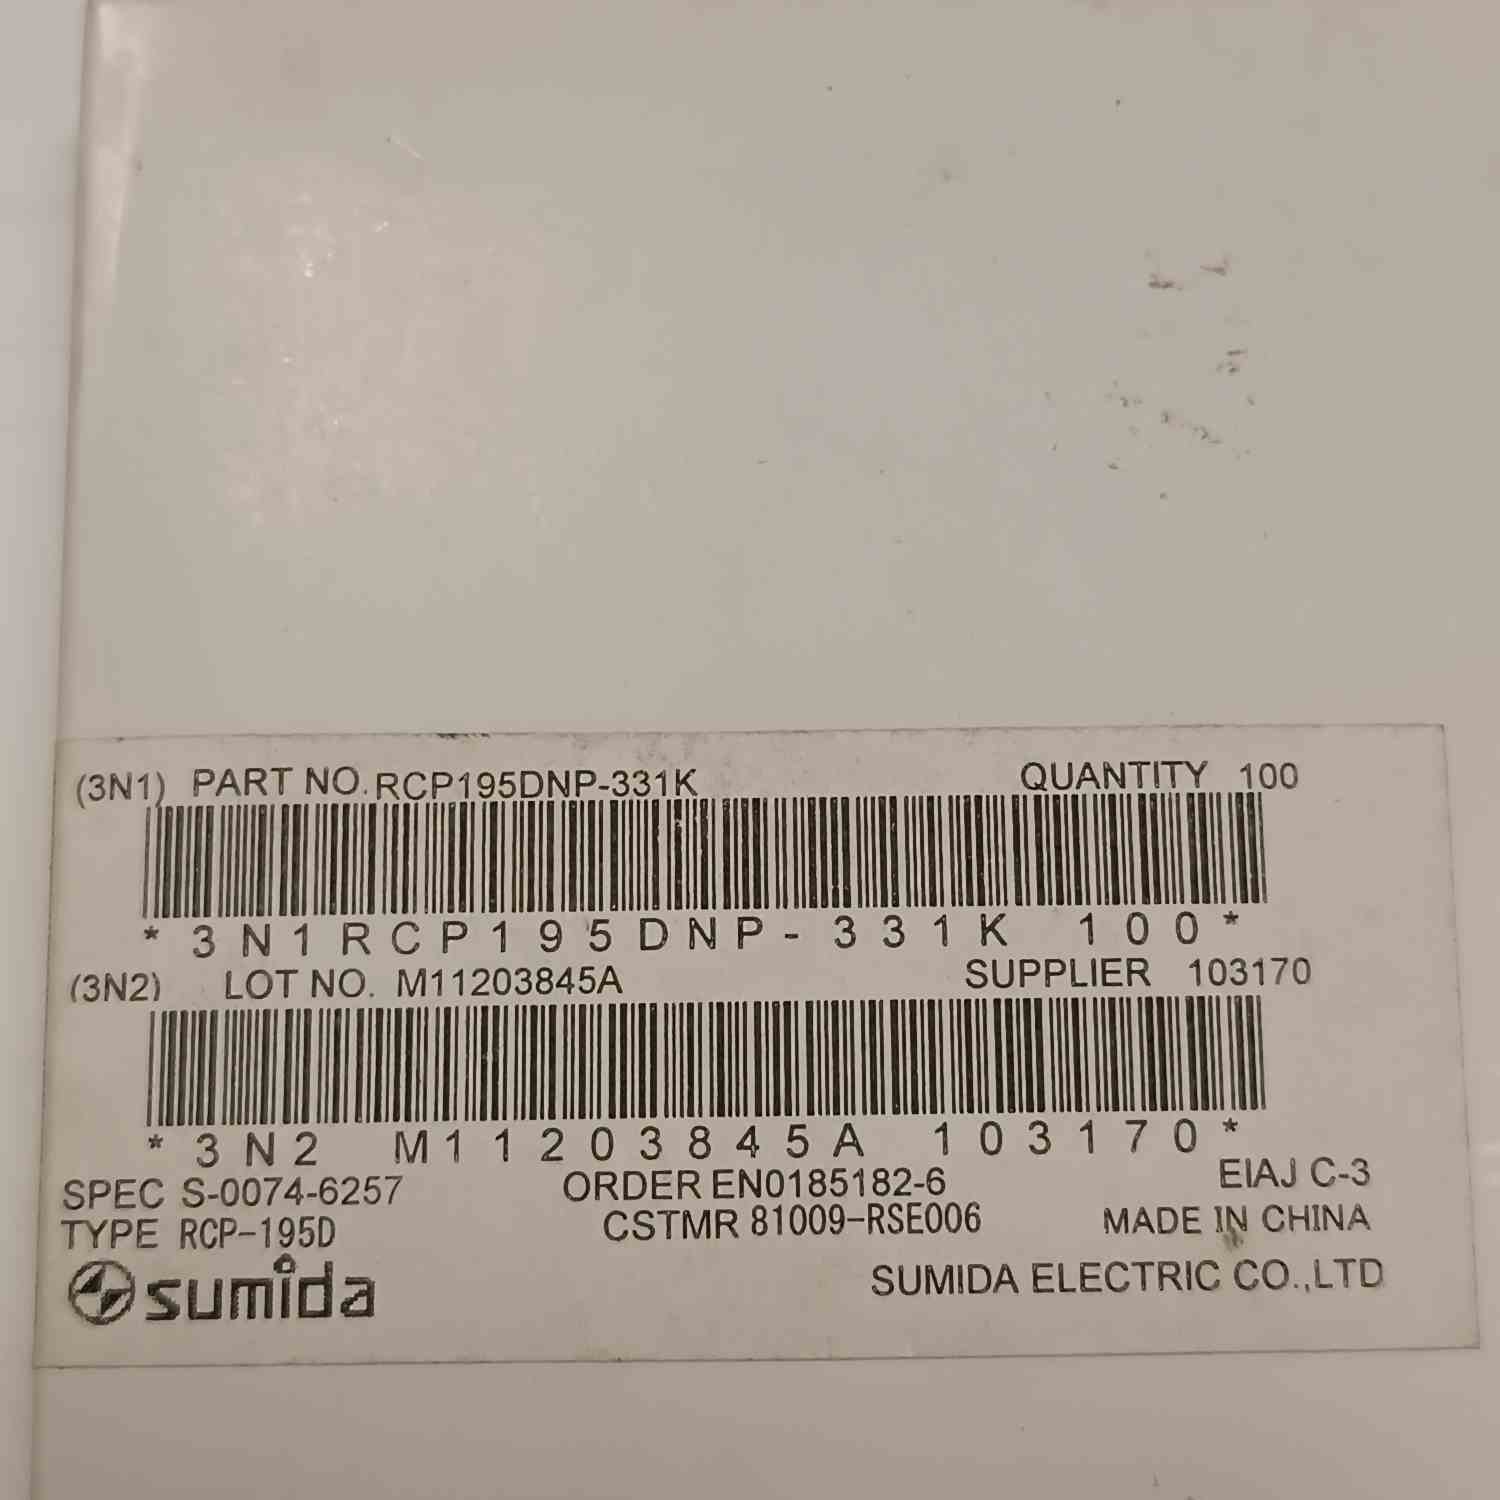 (3N1) PART NO. RCP195DNP-331K QUANTITY 100
*3N1RCP195DNP-331K 100*
(3N2) LOT NO. M11203845A SUPPLIER 103170
*3N2 M11203845A 103170*
SPEC S-0074-6257 ORDER EN0185182-6 EIAJ C-3
TYPE RCP-195D CSTMR 81009-RSE006 MADE IN CHINA
sumida SUMIDA ELECTRIC CO.,LTD